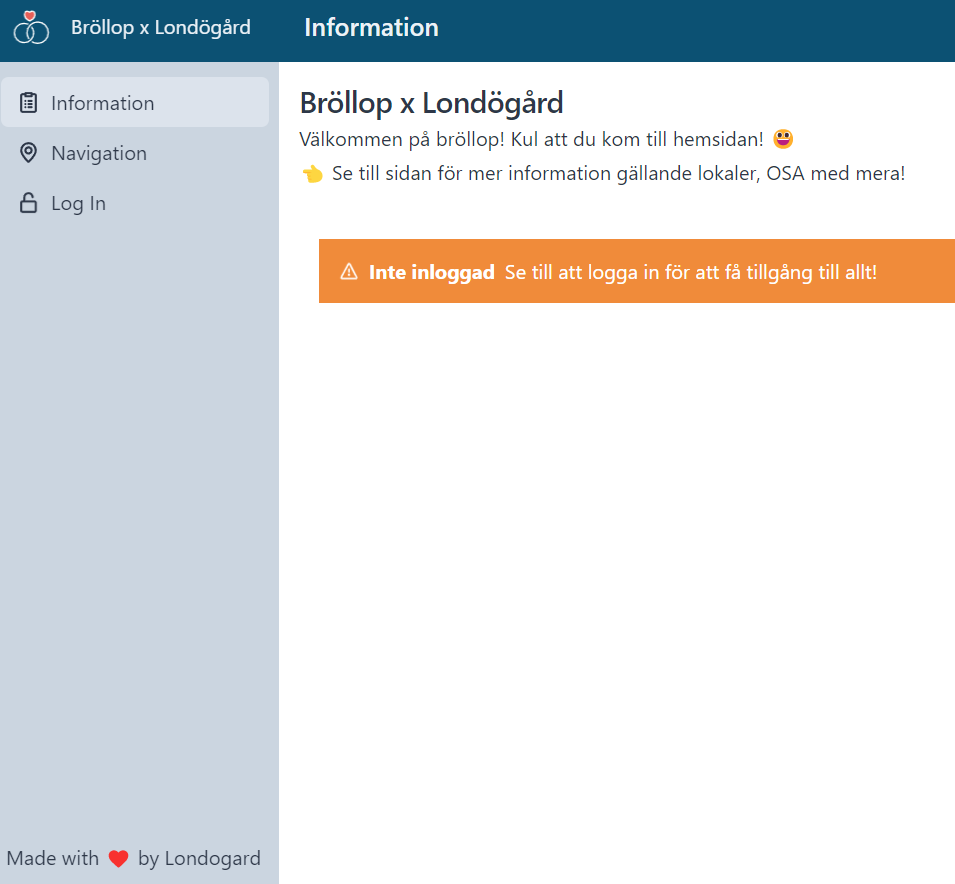 Bröllop x Londögård
Information
Information
Navigation
Log In
Bröllop x Londögård
Välkommen på bröllop! Kul att du kom till hemsidan! 😃
👈 Se till sidan för mer information gällande lokaler, OSA med mera!
Inte inloggad Se till att logga in för att få tillgång till allt!
Made with ❤️ by Londogard